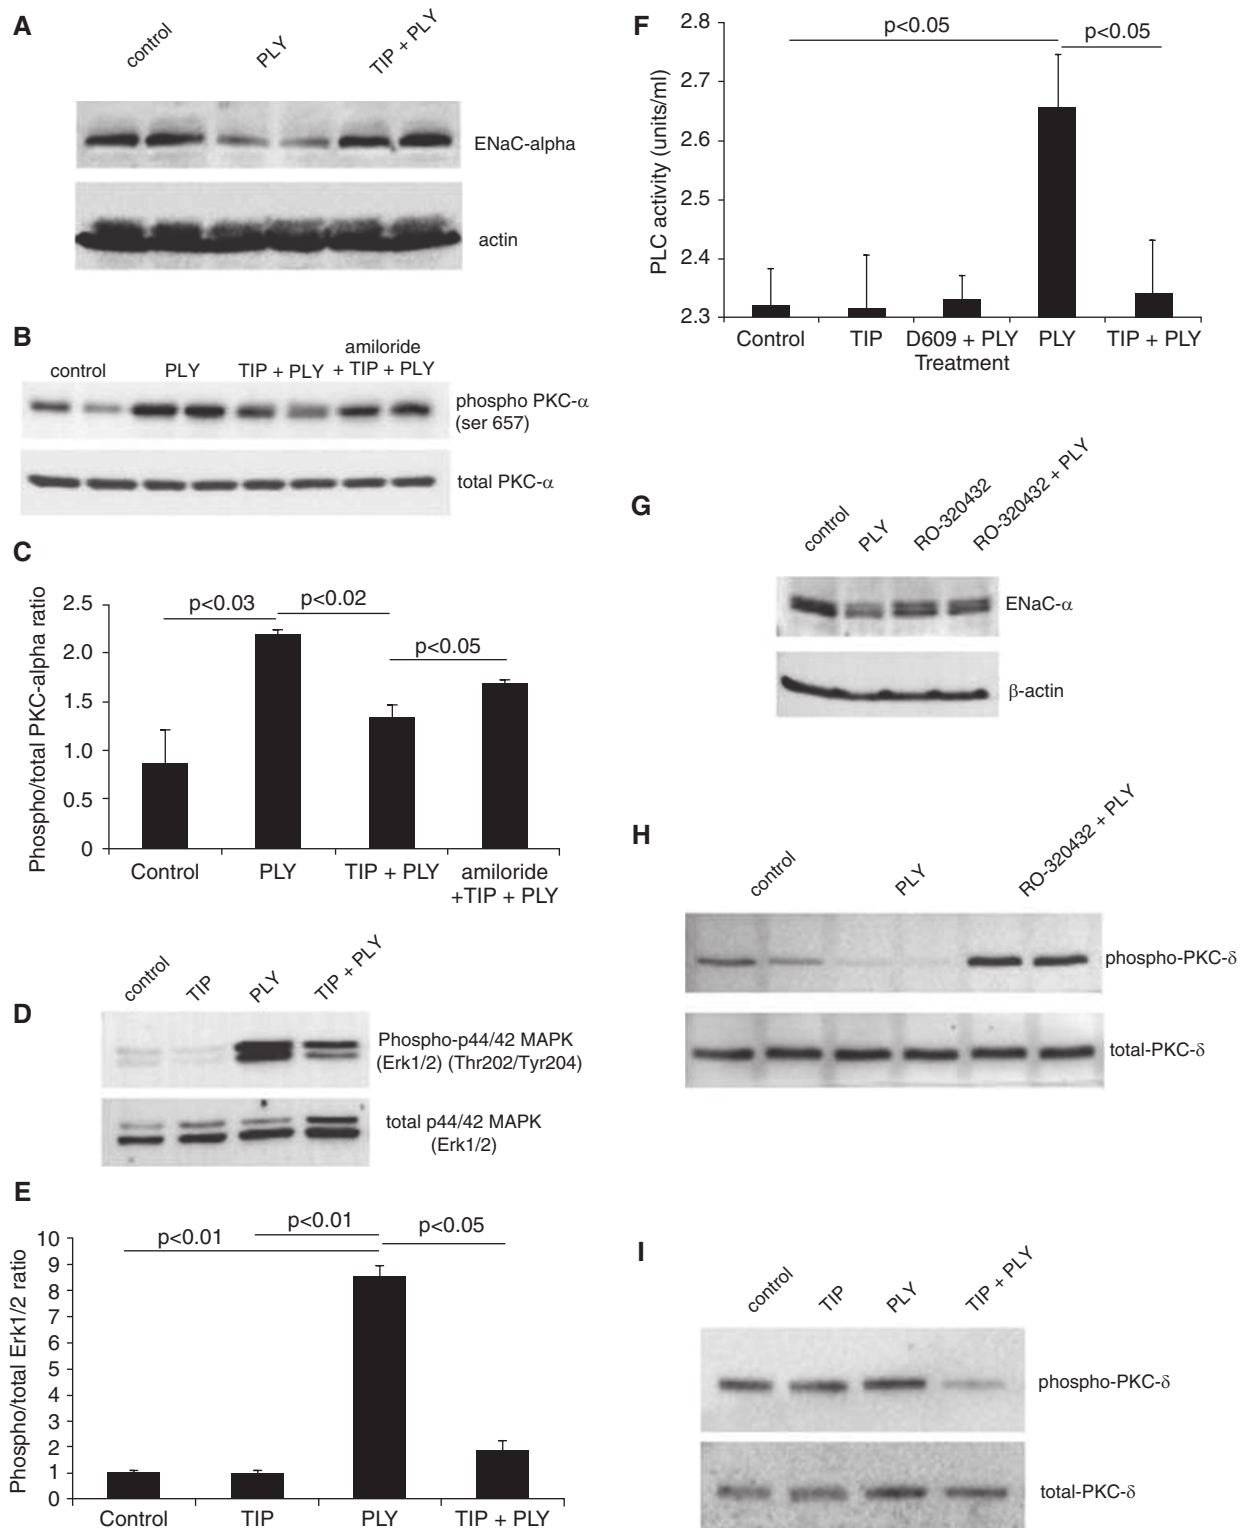 A
control
PLY
TIP + PLY
ENaC-alpha
actin
B
control
PLY
TIP + PLY
amiloride
+ TIP + PLY
phospho PKC-α
(ser 657)
total PKC-α
C
Phospho/total PKC-alpha ratio
2.5
2.0
1.5
1.0
0.5
0
p<0.03
p<0.02
p<0.05
Control
PLY
TIP + PLY
amiloride
+TIP + PLY
D
control
TIP
PLY
TIP + PLY
Phospho-p44/42 MAPK
(Erk1/2) (Thr202/Tyr204)
total p44/42 MAPK
(Erk1/2)
E
Phospho/total Erk1/2 ratio
10
9
8
7
6
5
4
3
2
1
0
p<0.01
p<0.01
p<0.05
Control
TIP
PLY
TIP + PLY
F
PLC activity (units/ml)
2.8
2.7
2.6
2.5
2.4
2.3
p<0.05
p<0.05
Control
TIP
D609 + PLY
PLY
TIP + PLY
Treatment
G
control
PLY
RO-320432
RO-320432 + PLY
ENaC-α
β-actin
H
control
PLY
RO-320432 + PLY
phospho-PKC-δ
total-PKC-δ
I
control
TIP
PLY
TIP + PLY
phospho-PKC-δ
total-PKC-δ